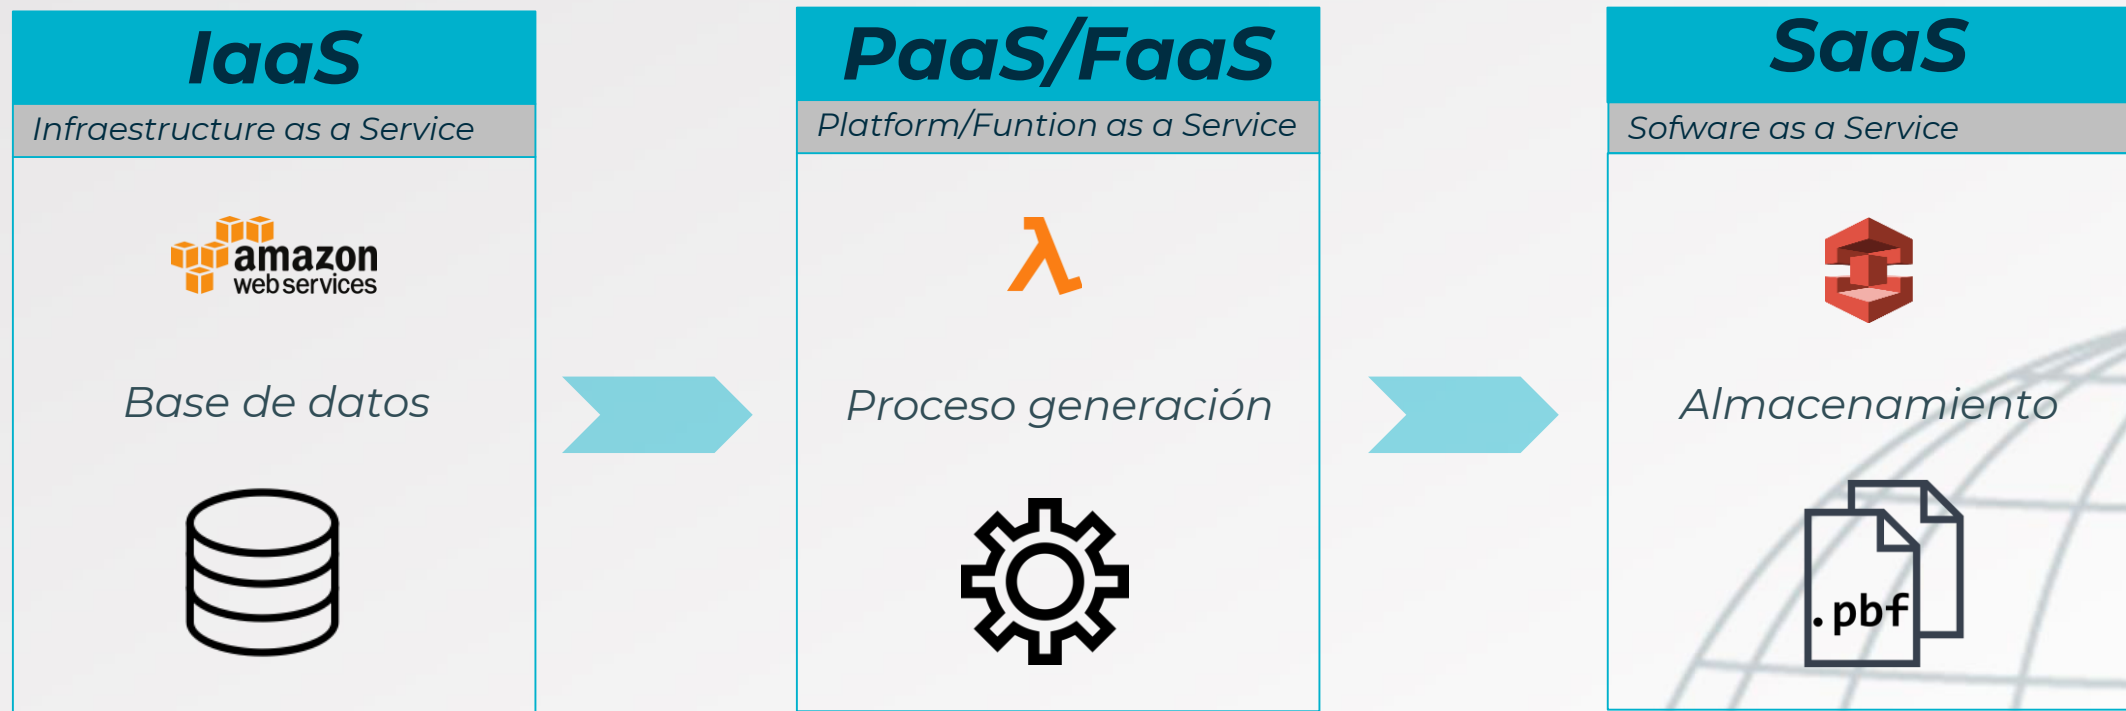 IaaS
Infraestructure as a Service
amazon
web services
Base de datos
PaaS/FaaS
Platform/Funtion as a Service
λ
Proceso generación
SaaS
Sofware as a Service
Almacenamiento
.pbf